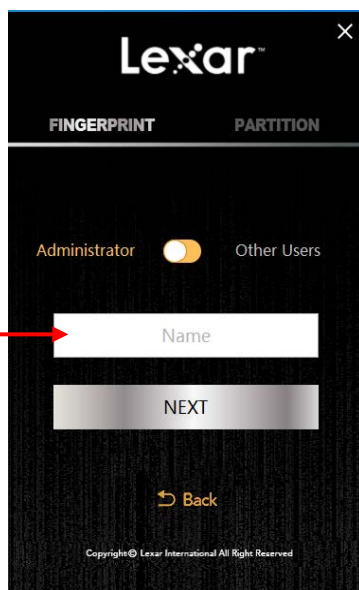 Lexar™
FINGERPRINT PARTITION
Administrator Other Users
Name
NEXT
Back
Copyright© Lexar International All Right Reserved